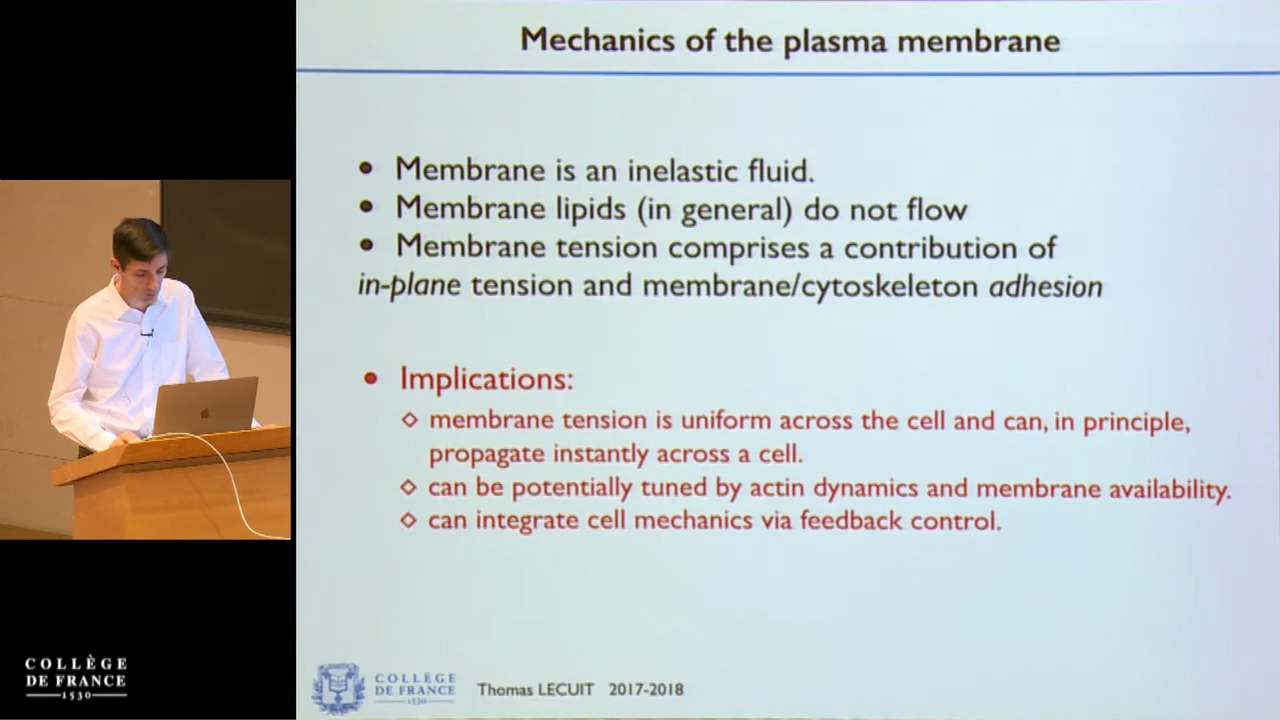 Mechanics of the plasma membrane
• Membrane is an inelastic fluid.
• Membrane lipids (in general) do not flow
• Membrane tension comprises a contribution of
in-plane tension and membrane/cytoskeleton adhesion
• Implications:
◇ membrane tension is uniform across the cell and can, in principle,
propagate instantly across a cell.
◇ can be potentially tuned by actin dynamics and membrane availability.
◇ can integrate cell mechanics via feedback control.
COLLÈGE
DE FRANCE
1530
COLLÈGE
DE FRANCE
1530
Thomas LECUIT 2017-2018